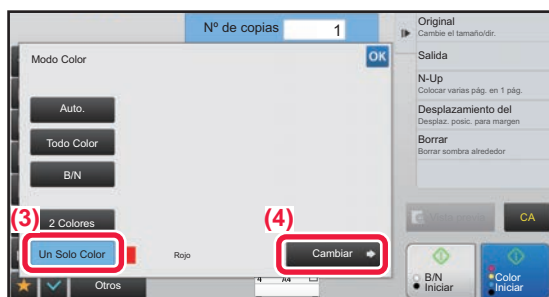 Nº de copias 1
Modo Color
OK
Auto.
Todo Color
B/N
(3)
2 Colores
Un Solo Color
Rojo
(4)
Cambiar
Otros
A4
Original
Cambie el tamaño/dir.
Salida
N-Up
Colocar varias pág. en 1 pág.
Desplazamiento del
Desplaz. posic. para margen
Borrar
Borrar sombra alrededor
CA
B/N
Iniciar
Color
Iniciar